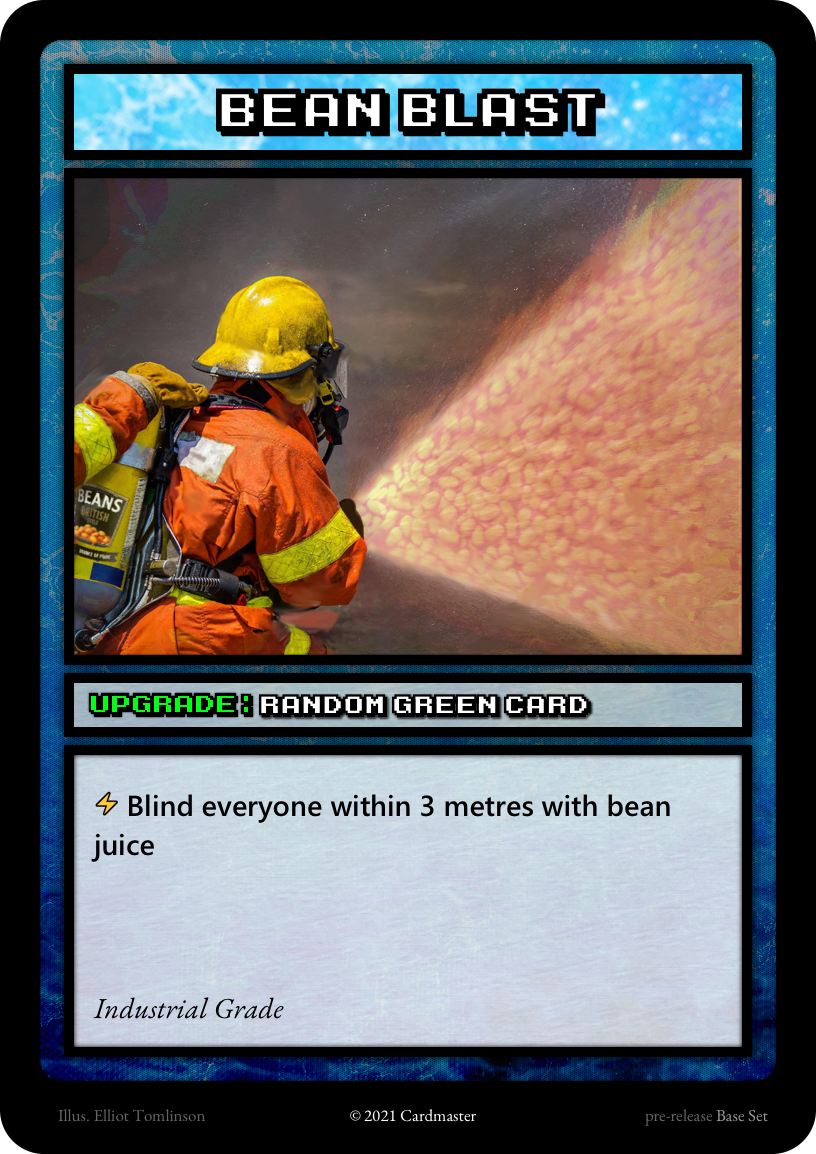 BEAN BLAST
BEANS
BRITISH
UPGRADE: RANDOM GREEN CARD
⚡ Blind everyone within 3 metres with bean
juice
Industrial Grade
Illus. Elliot Tomlinson © 2021 Cardmaster pre-release Base Set